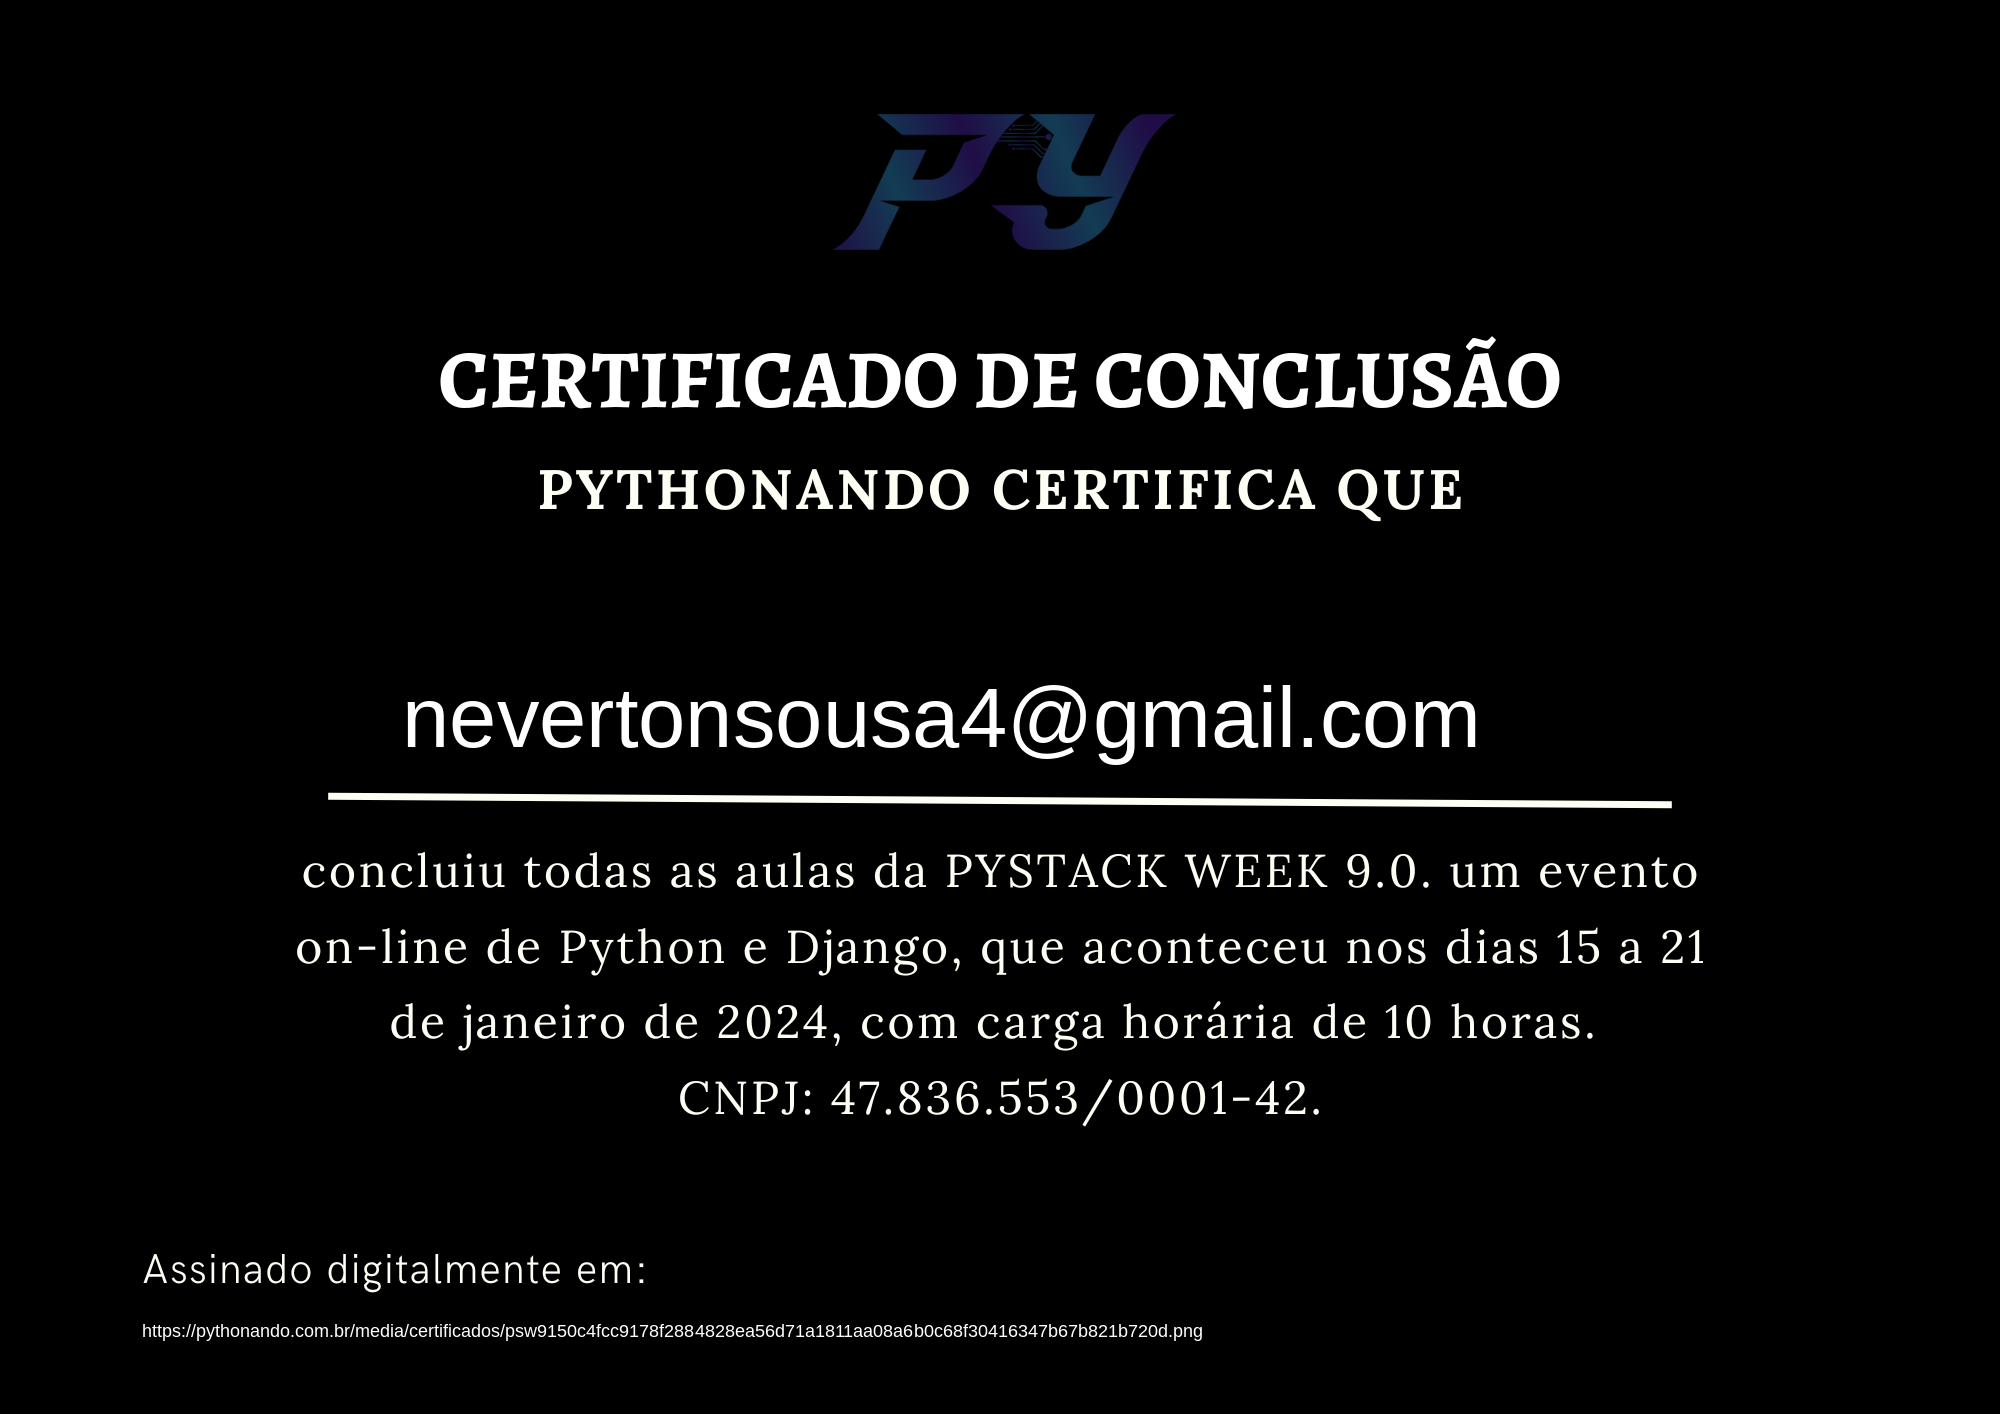 PY
CERTIFICADO DE CONCLUSÃO
PYTHONANDO CERTIFICA QUE
nevertonsousa4@gmail.com
concluiu todas as aulas da PYSTACK WEEK 9.0. um evento
on-line de Python e Django, que aconteceu nos dias 15 a 21
de janeiro de 2024, com carga horária de 10 horas.
CNPJ: 47.836.553/0001-42.
Assinado digitalmente em:
https://pythonando.com.br/media/certificados/psw9150c4fcc9178f2884828ea56d71a1811aa08a6b0c68f30416347b67b821b720d.png